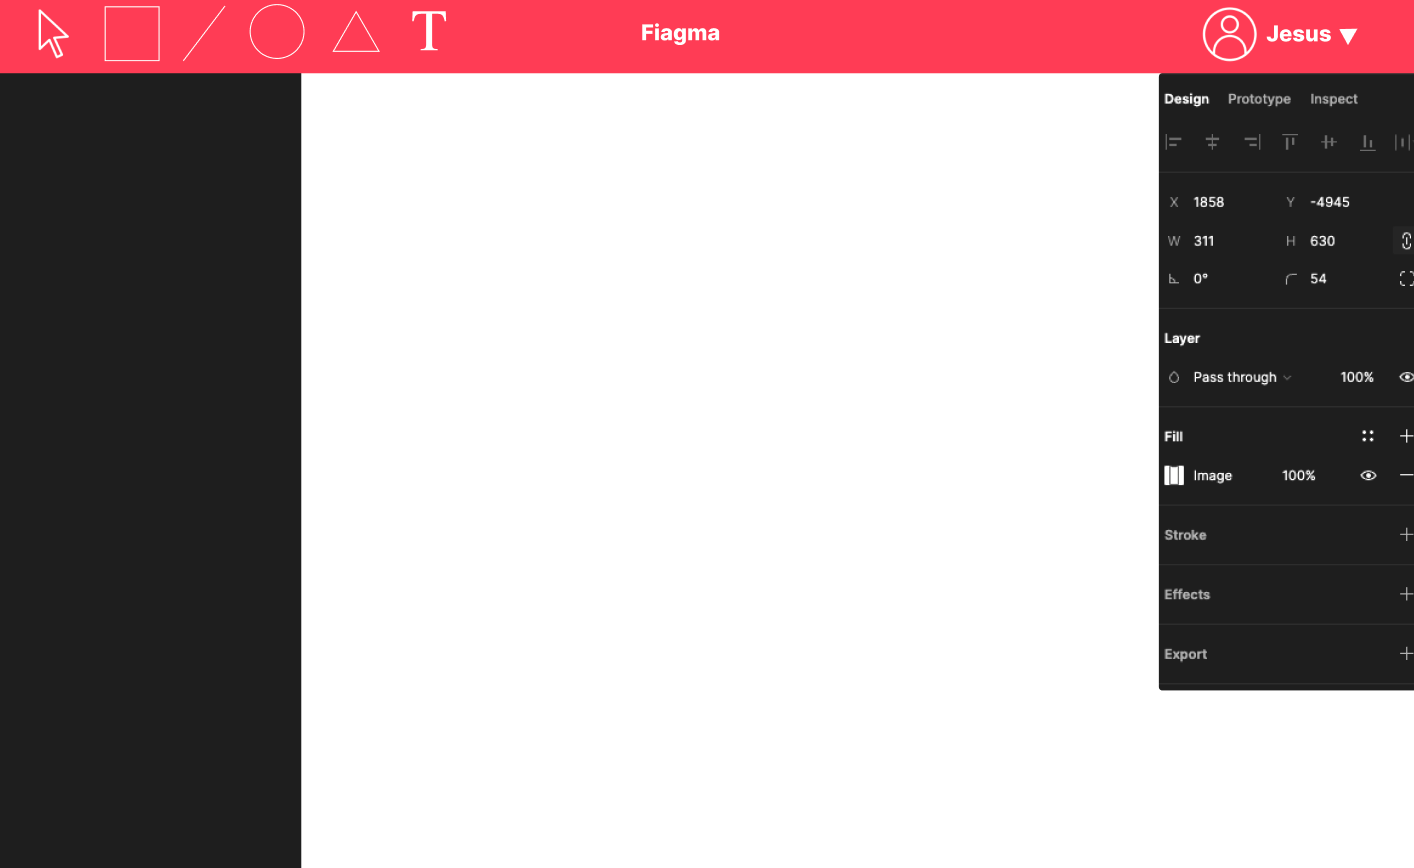 T
Fiagma
Jesus
Design Prototype Inspect
X 1858 Y -4945
W 311 H 630
0° 54
Layer
Pass through 100%
Fill
Image 100%
Stroke
Effects
Export